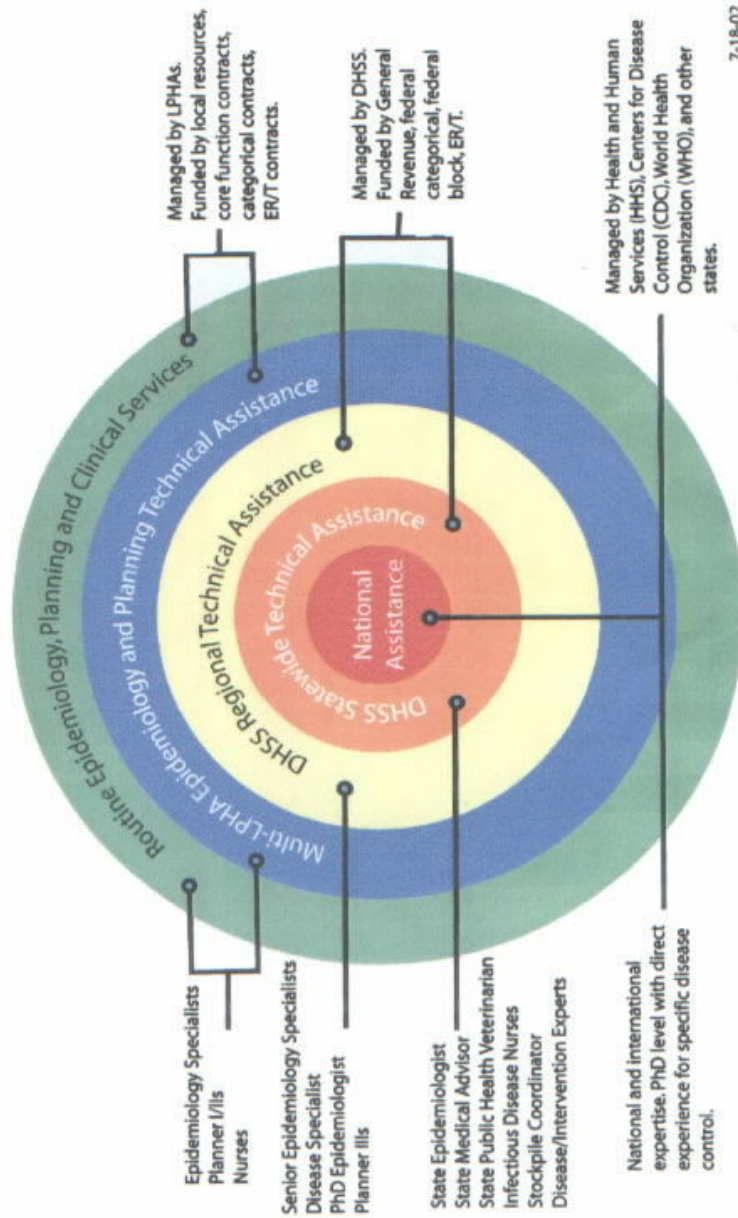 Routine Epidemiology, Planning and Clinical Services
Multi-LPHA Epidemiology and Planning Technical Assistance
DHSS Regional Technical Assistance
DHSS Statewide Technical Assistance
National
Assistance
Epidemiology Specialists
Planner I/IIs
Nurses
Senior Epidemiology Specialists
Disease Specialist
PhD Epidemiologist
Planner IIIs
State Epidemiologist
State Medical Advisor
State Public Health Veterinarian
Infectious Disease Nurses
Stockpile Coordinator
Disease/Intervention Experts
National and international
expertise. PhD level with direct
experience for specific disease
control.
Managed by LPHAs.
Funded by local resources,
core function contracts,
categorical contracts,
ER/T contracts.
Managed by DHSS.
Funded by General
Revenue, federal
categorical, federal
block, ER/T.
Managed by Health and Human
Services (HHS), Centers for Disease
Control (CDC), World Health
Organization (WHO), and other
states.
7-18-02